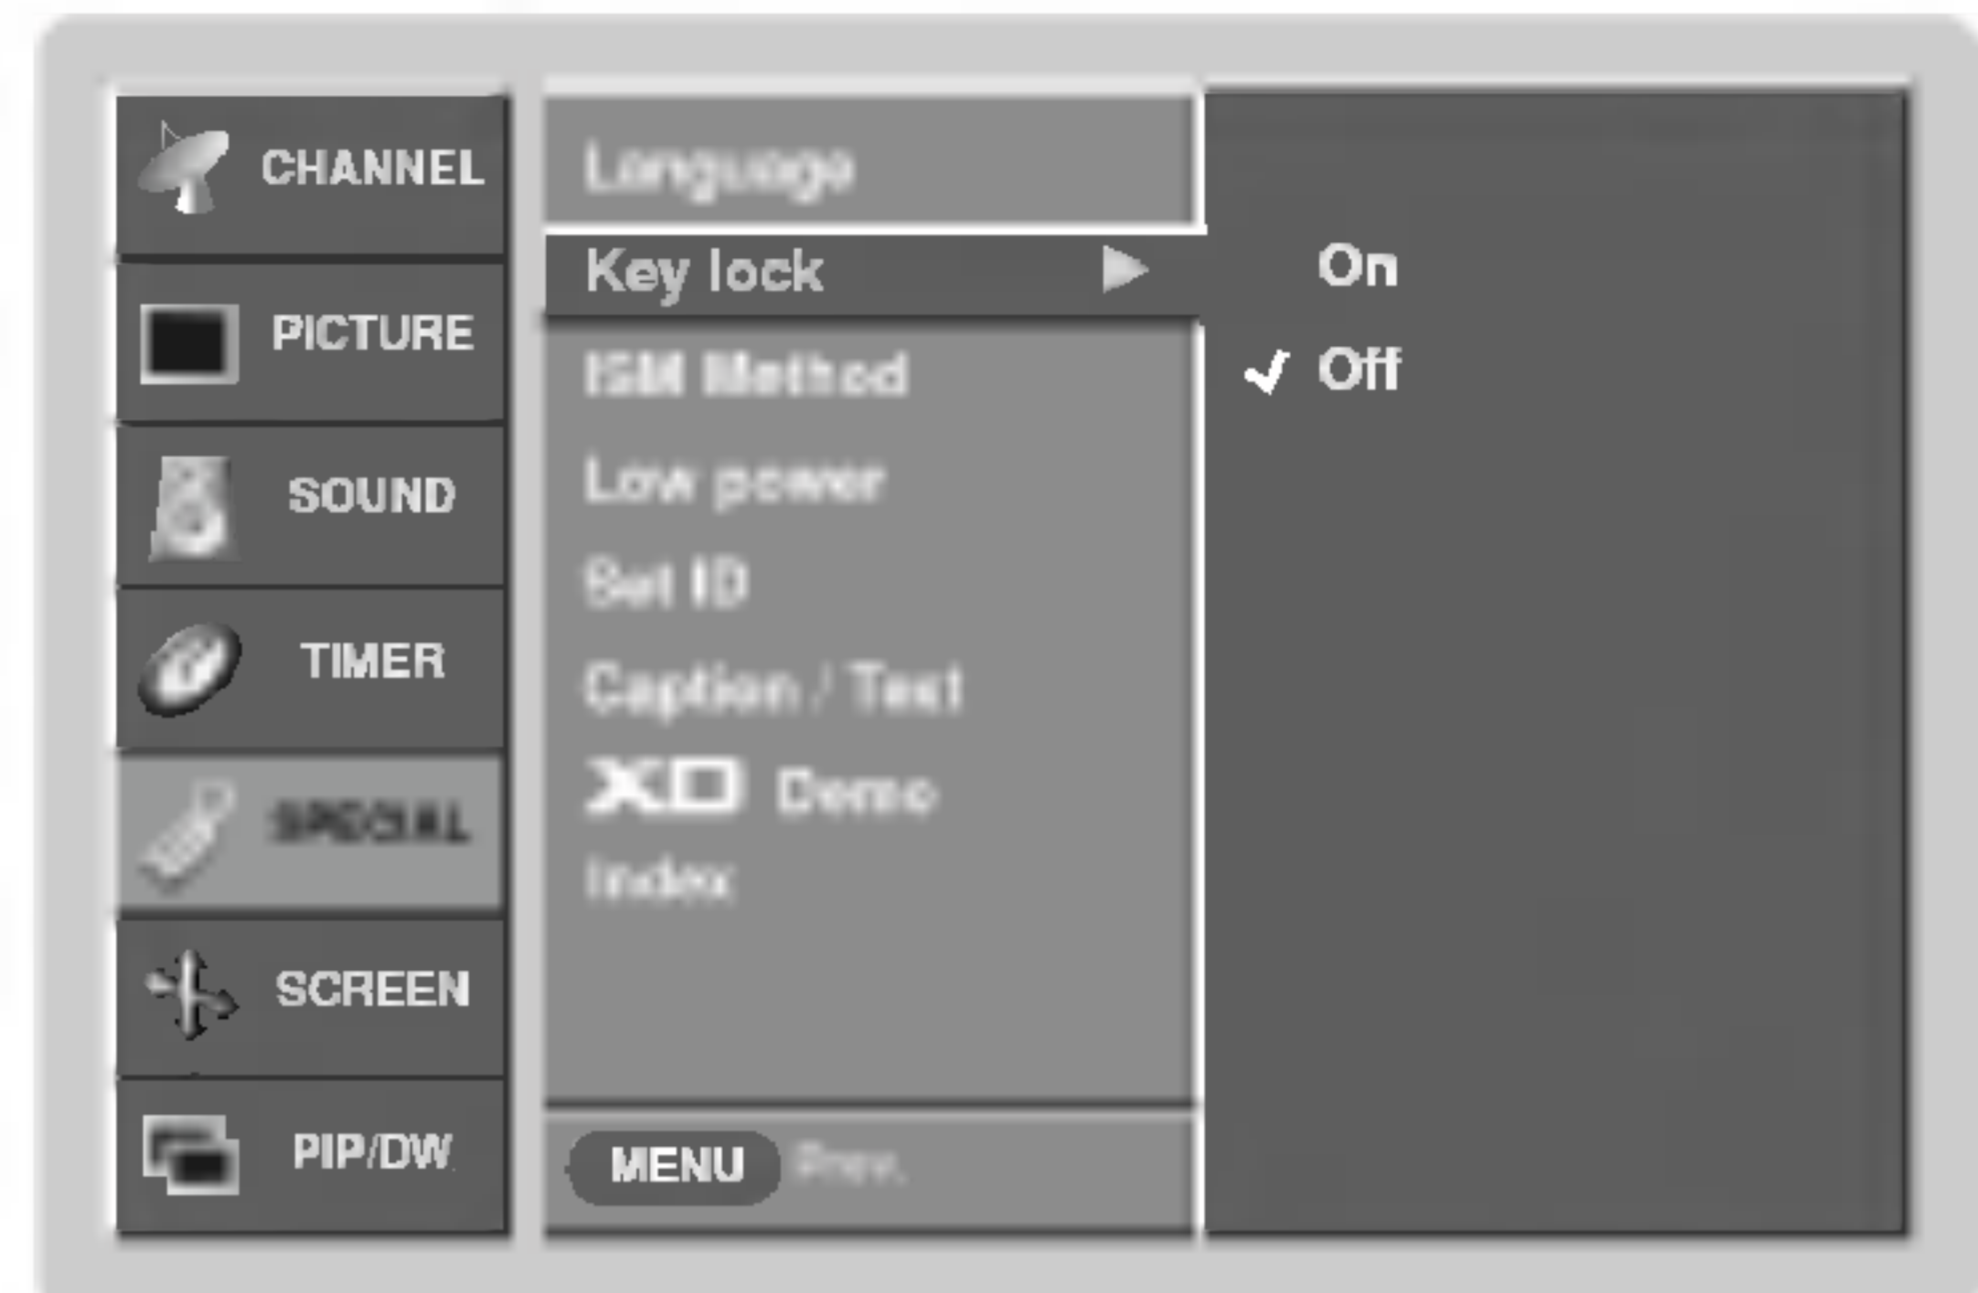 CHANNEL
PICTURE
SOUND
TIMER
SPECIAL
SCREEN
PIP/DW
Language
Key lock
ISM Method
Low power
Set ID
Caption / Text
XD Demo
Index
MENU Prev.
On
Off